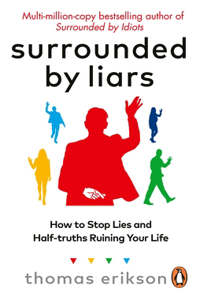 Multi-million-copy bestselling author of
Surrounded by Idiots
surrounded
by liars
How to Stop Lies and
Half-truths Ruining Your Life
thomas erikson